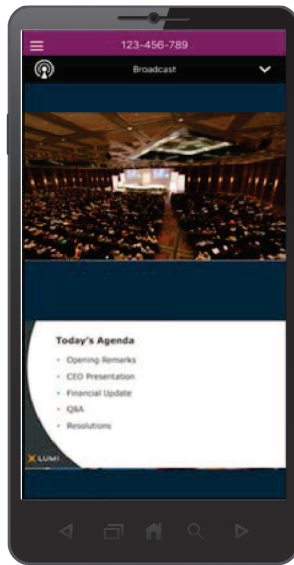 123-456-789
Broadcast
Today's Agenda
• Opening Remarks
• CEO Presentation
• Financial Update
• Q&A
• Resolutions
LUMI